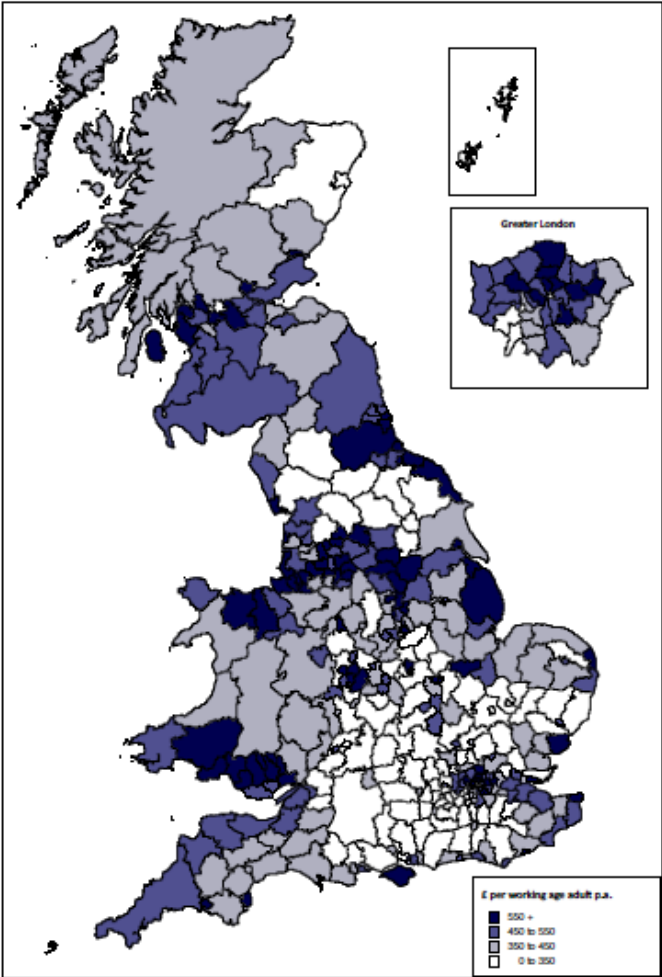 Greater London
£ per working age adult p.a.
550 +
450 to 550
350 to 450
0 to 350